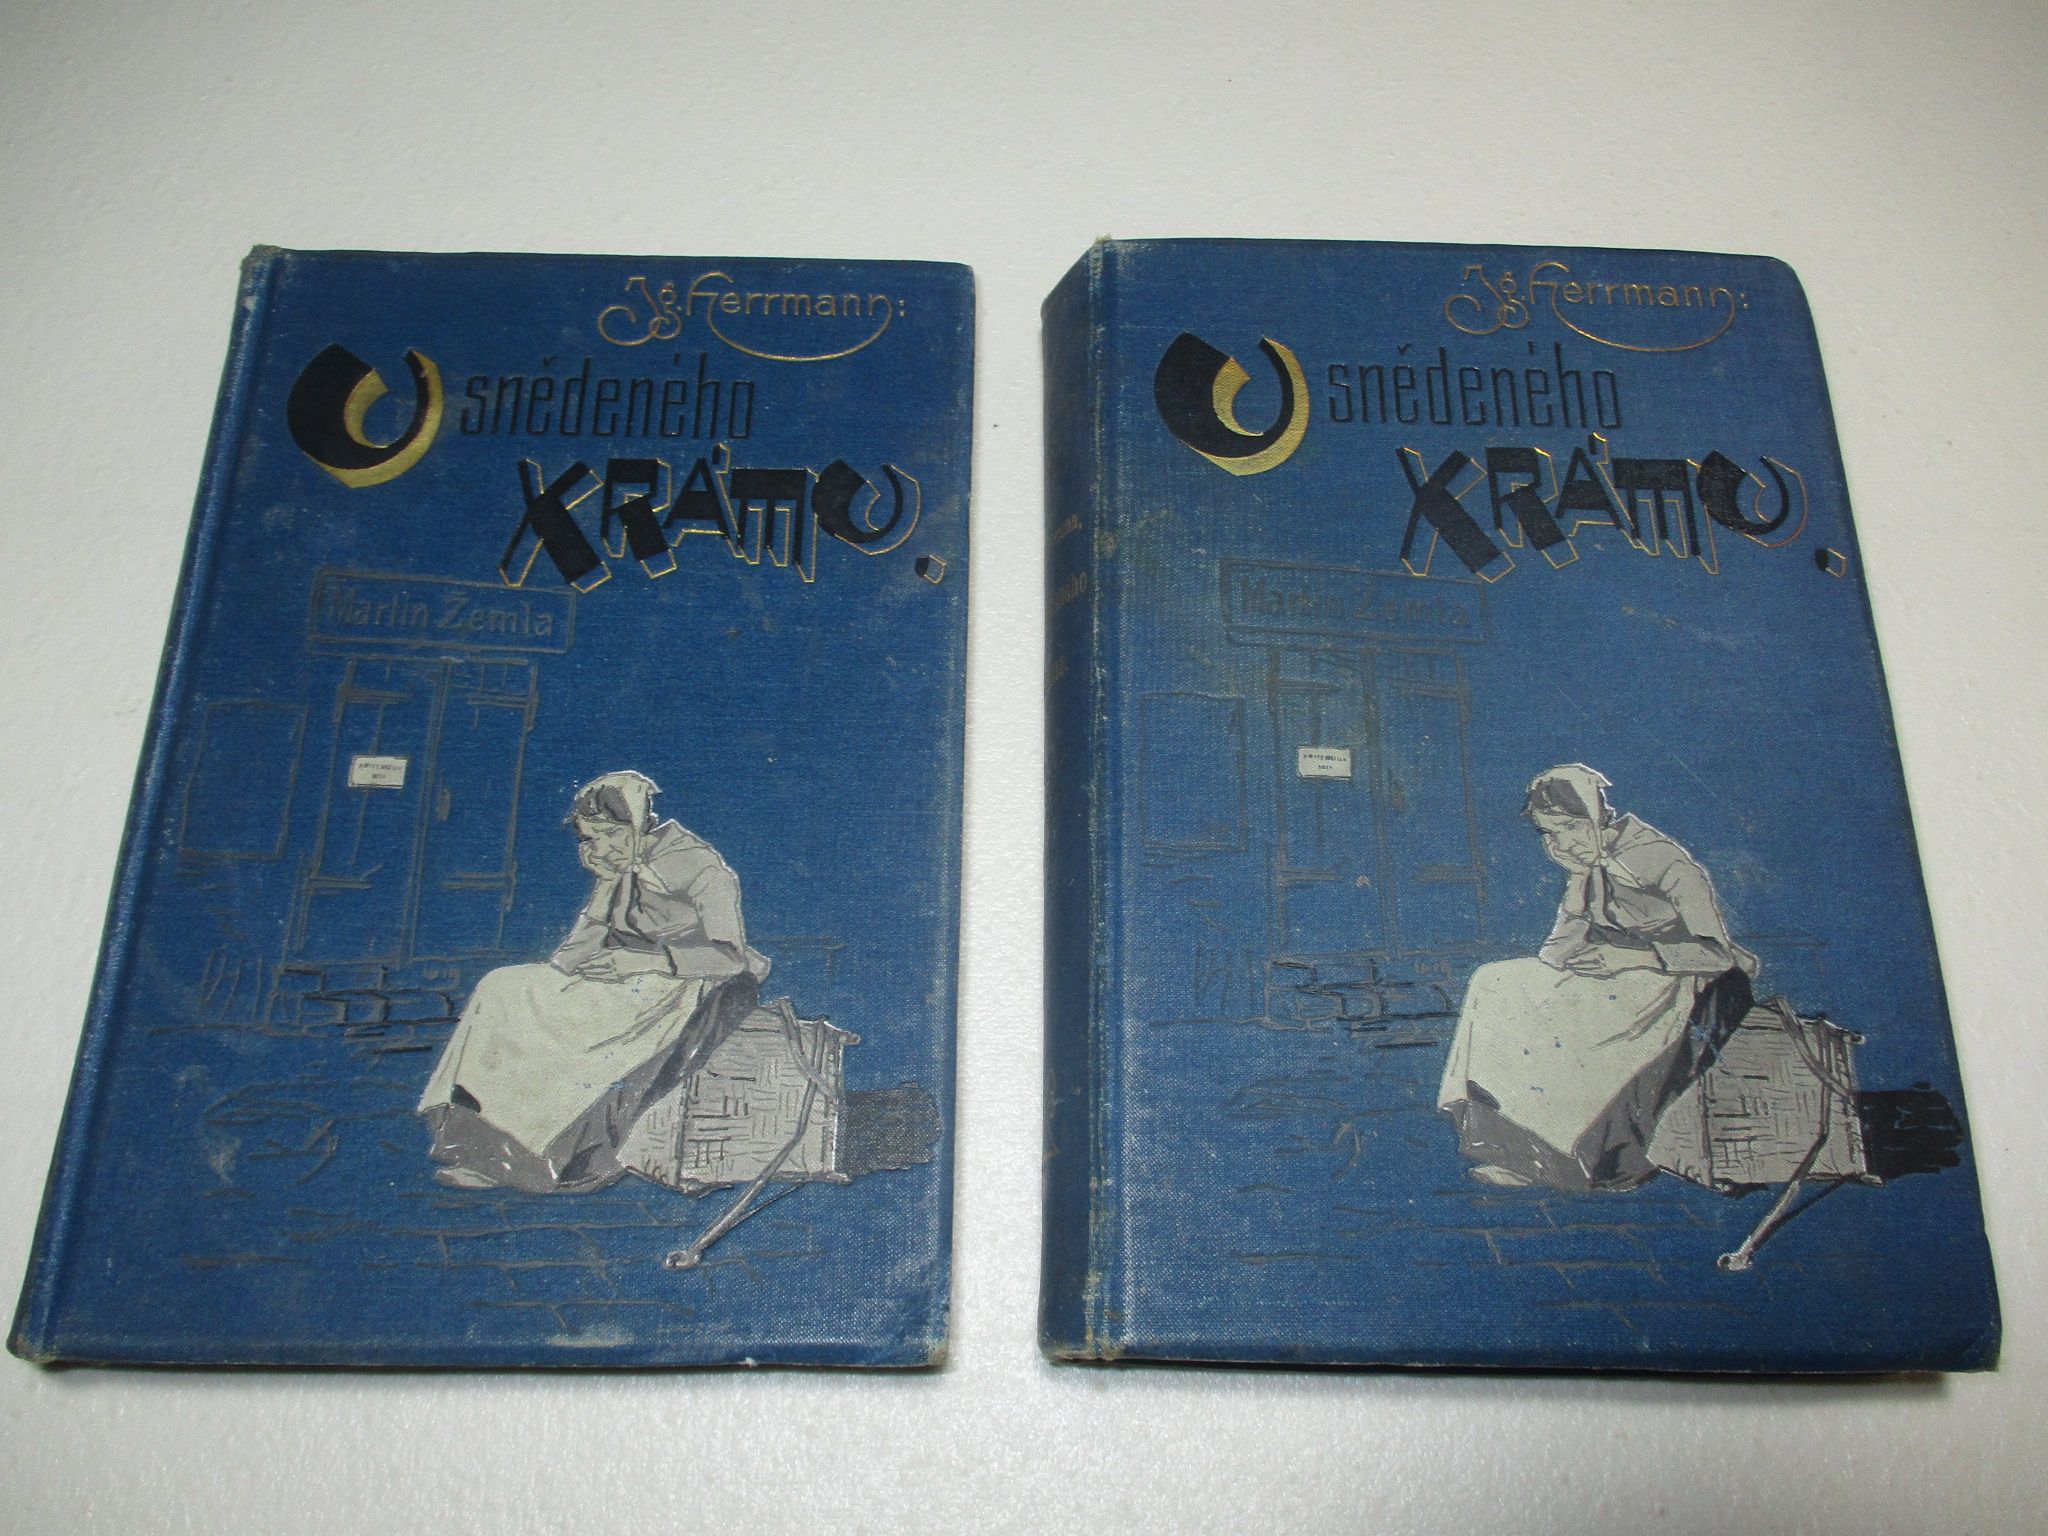 Ig. Herrmann:
U
snědeného
KRÁMU.
Martin Žemla
Ig. Herrmann:
U
snědeného
KRÁMU.
Martin Žemla